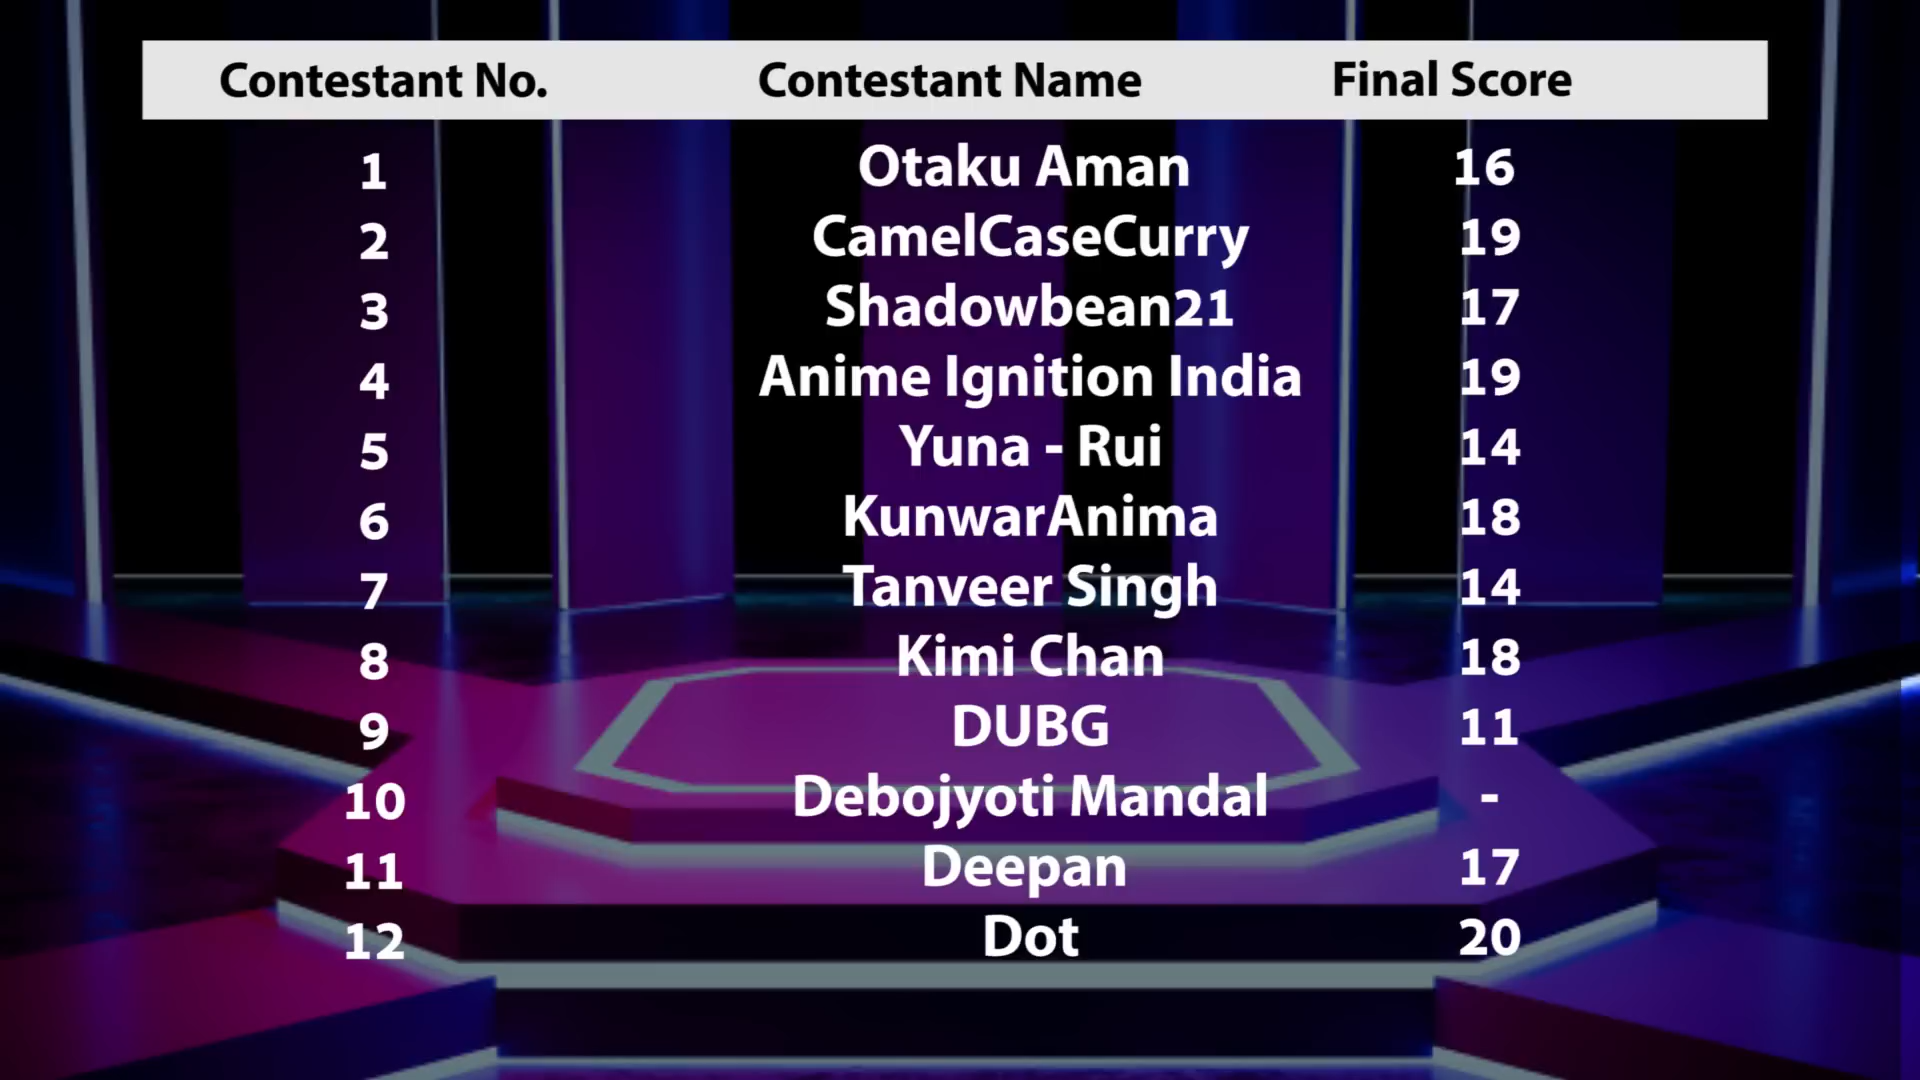 Contestant No. Contestant Name Final Score
1 Otaku Aman 16
2 CamelCaseCurry 19
3 Shadowbean21 17
4 Anime Ignition India 19
5 Yuna - Rui 14
6 KunwarAnima 18
7 Tanveer Singh 14
8 Kimi Chan 18
9 DUBG 11
10 Debojyoti Mandal -
11 Deepan 17
12 Dot 20